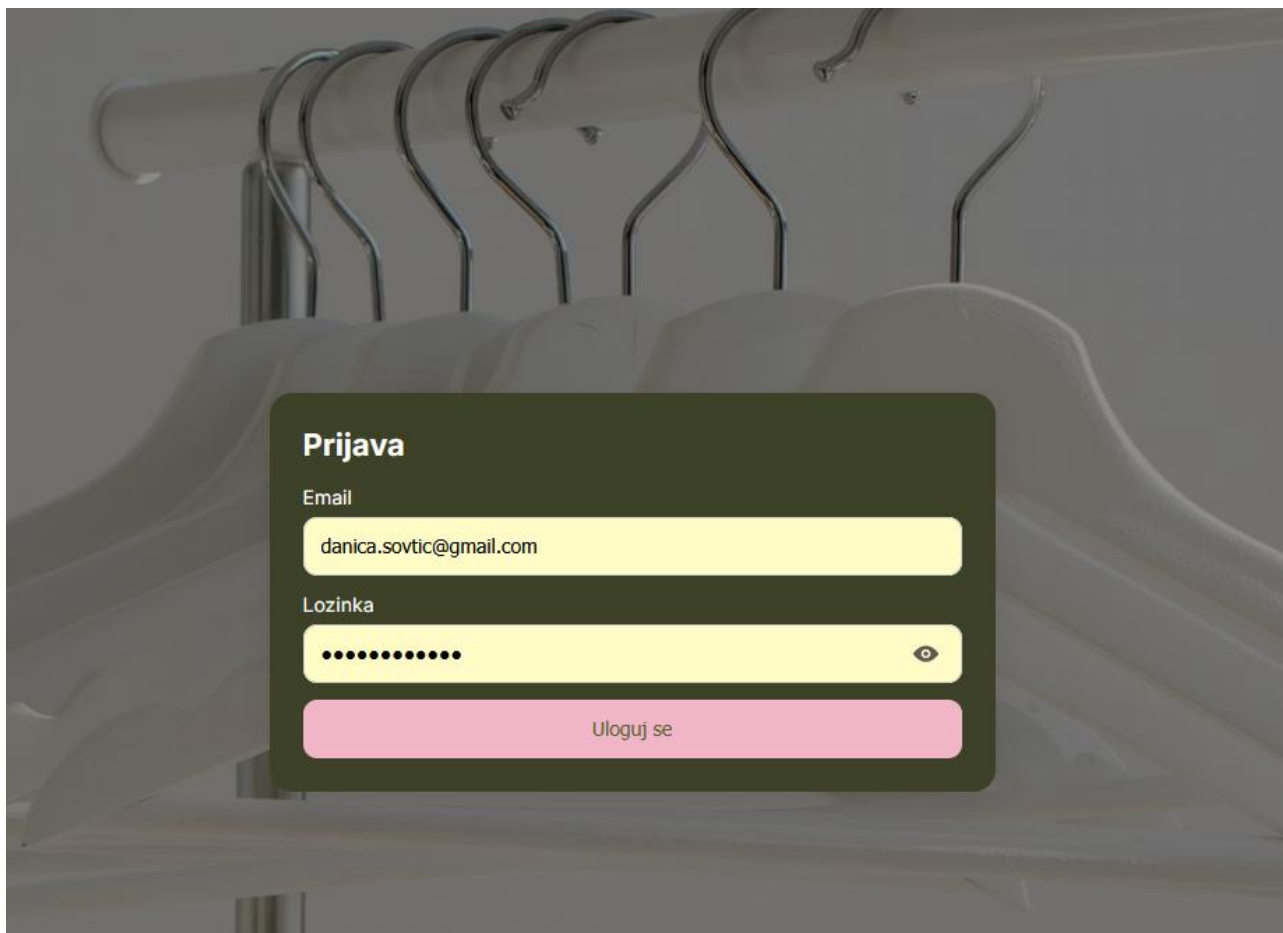 Prijava
Email
danica.sovtic@gmail.com
Lozinka
••••••••••••
Uloguj se